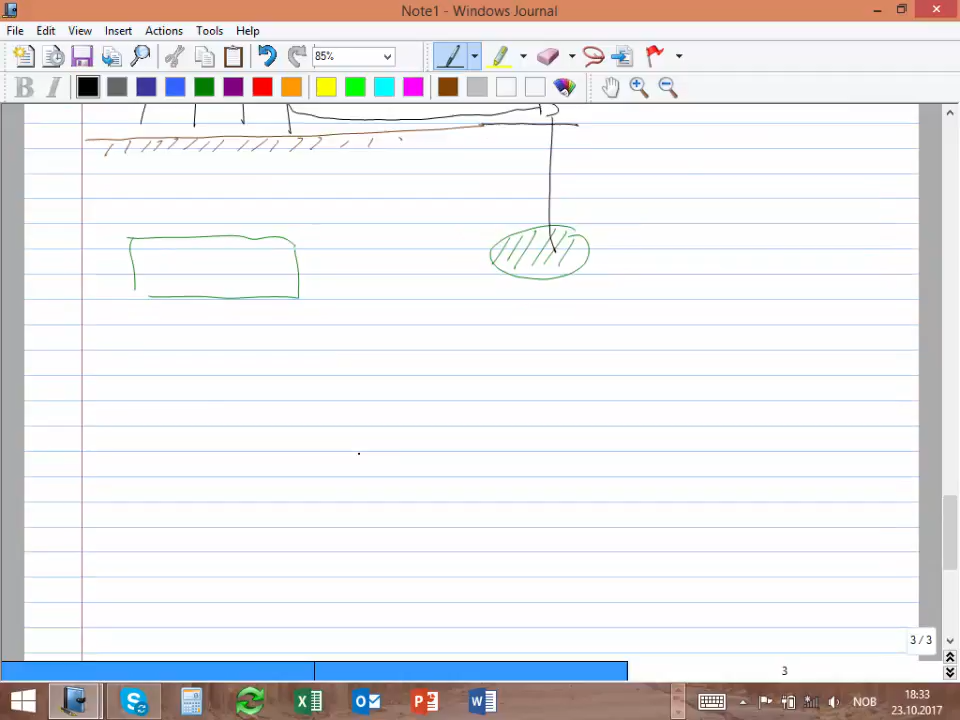 Note1 - Windows Journal
File Edit View Insert Actions Tools Help
85%
B I
3 / 3
3
18:33
NOB
23.10.2017